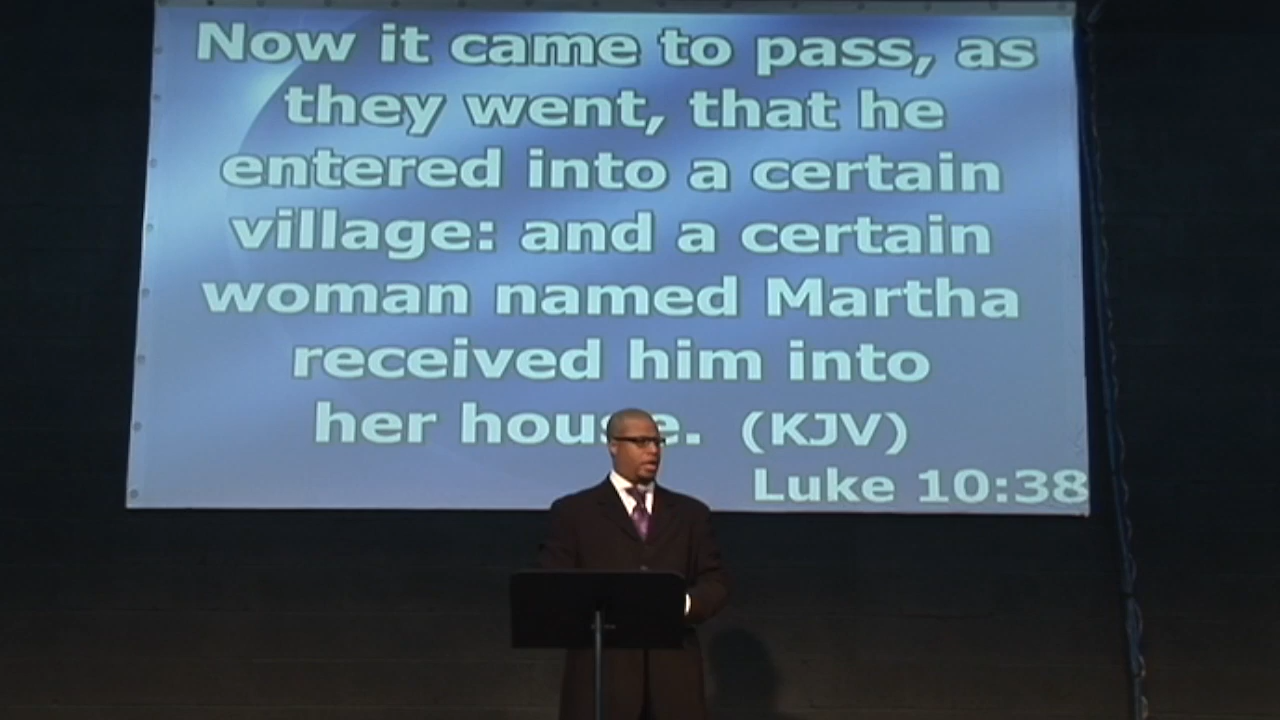 Now it came to pass, as
they went, that he
entered into a certain
village: and a certain
woman named Martha
received him into
her house. (KJV)
Luke 10:38